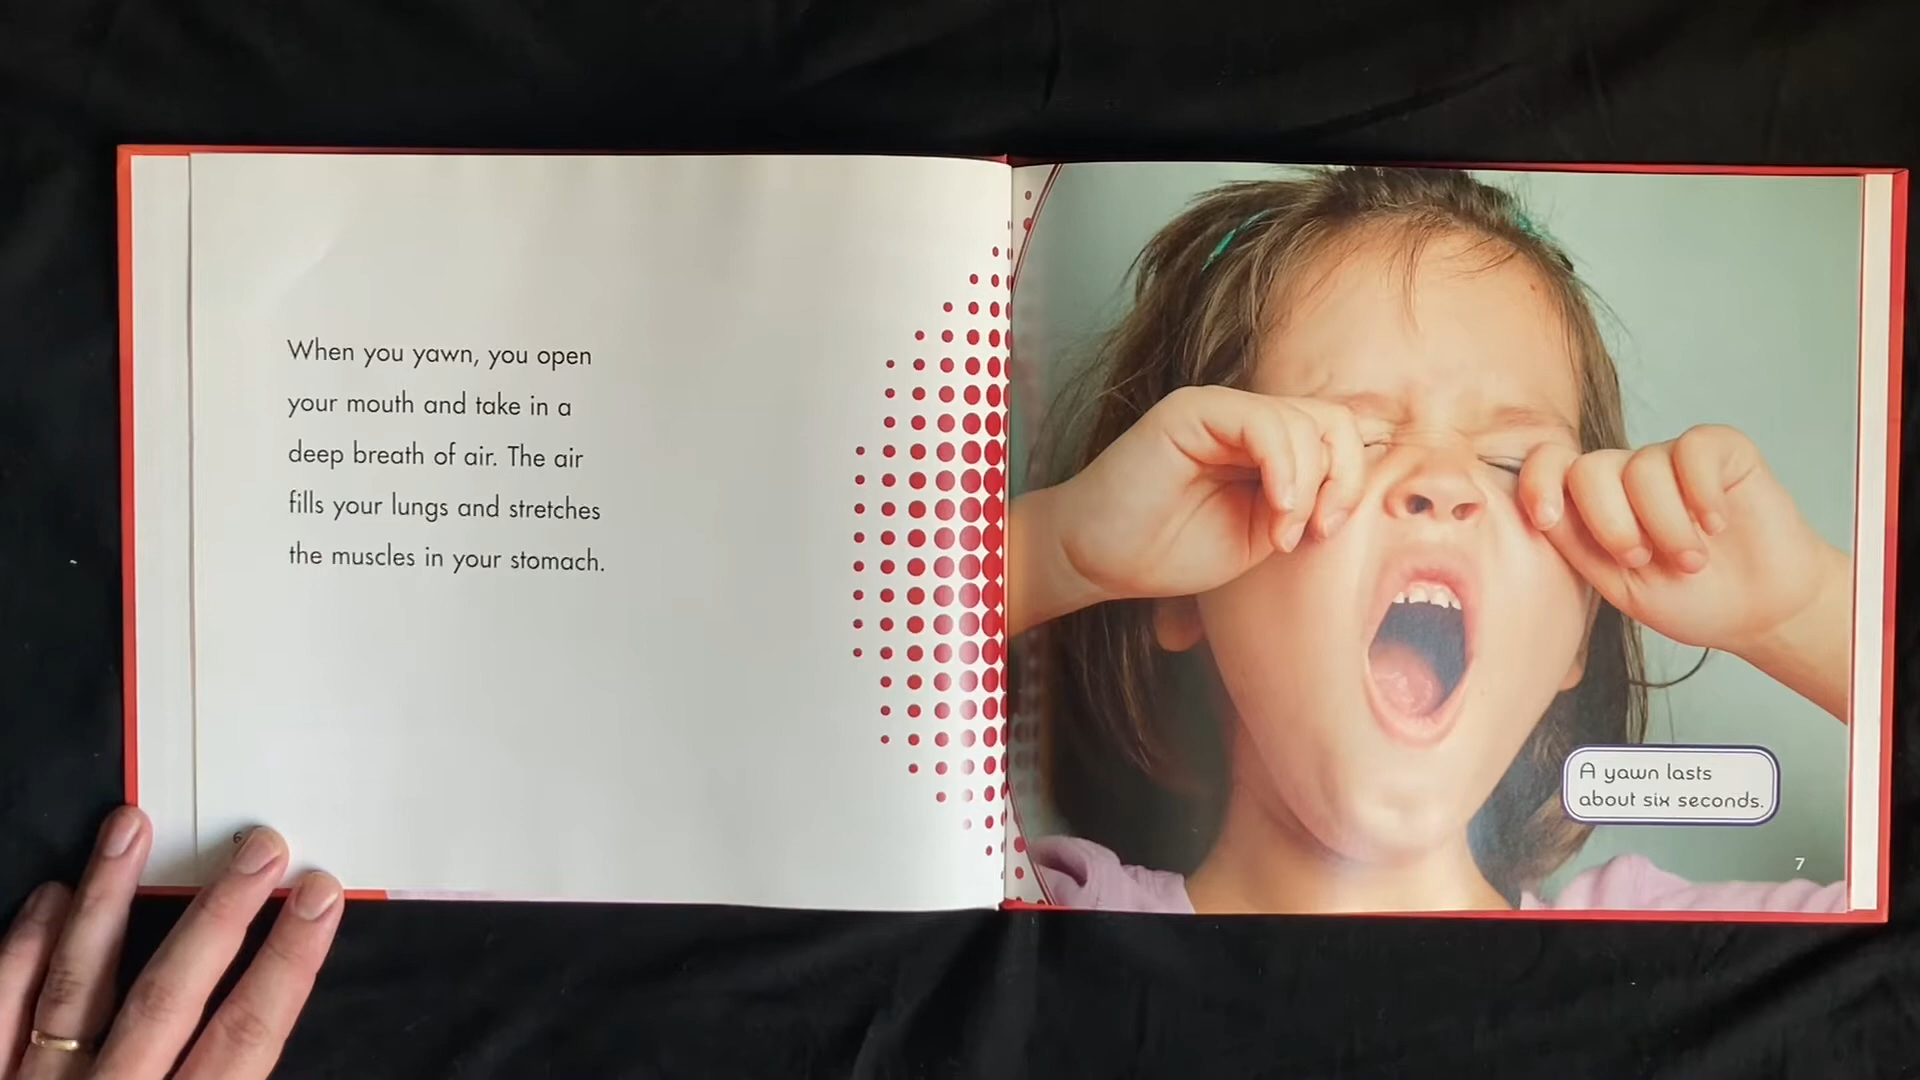 When you yawn, you open
your mouth and take in a
deep breath of air. The air
fills your lungs and stretches
the muscles in your stomach.
6
A yawn lasts
about six seconds.
7